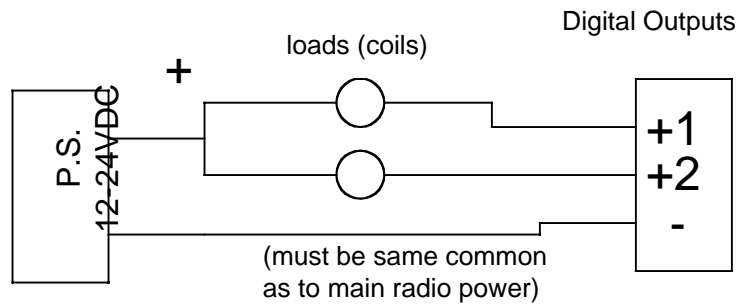 Digital Outputs
loads (coils)
+
P.S.
12-24VDC
+1
+2
-
(must be same common
as to main radio power)